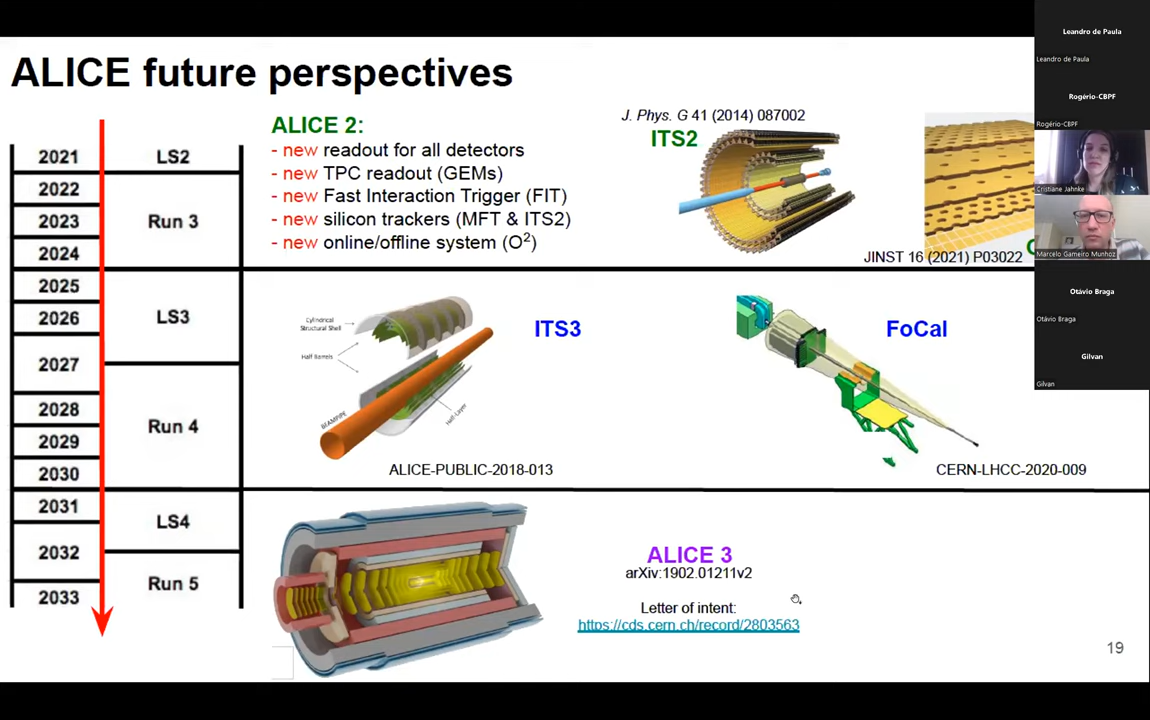 ALICE future perspectives
2021
2022
2023
2024
2025
2026
2027
2028
2029
2030
2031
2032
2033
LS2
Run 3
LS3
Run 4
LS4
Run 5
ALICE 2:
- new readout for all detectors
- new TPC readout (GEMs)
- new Fast Interaction Trigger (FIT)
- new silicon trackers (MFT & ITS2)
- new online/offline system (O²)
J. Phys. G 41 (2014) 087002
ITS2
JINST 16 (2021) P03022
Cylindrical
Structural Shell
Half Barrels
BEAMPIPE
Half-Layer
ITS3
ALICE-PUBLIC-2018-013
FoCal
CERN-LHCC-2020-009
ALICE 3
arXiv:1902.01211v2
Letter of intent:
https://cds.cern.ch/record/2803563
19
Leandro de Paula
Leandro de Paula
Rogério-CBPF
Rogério-CBPF
Cristiane Jahnke
Marcelo Gameiro Munhoz
Otávio Braga
Otávio Braga
Gilvan
Gilvan